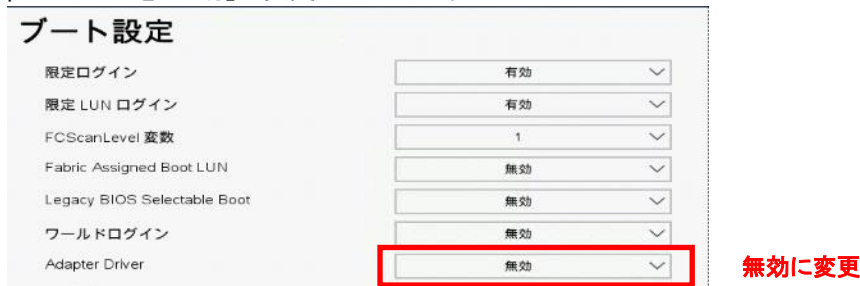 ブート設定
限定ログイン 有効
限定 LUN ログイン 有効
FCScanLevel 変数 1
Fabric Assigned Boot LUN 無効
Legacy BIOS Selectable Boot 無効
ワールドログイン 無効
Adapter Driver 無効
無効に変更